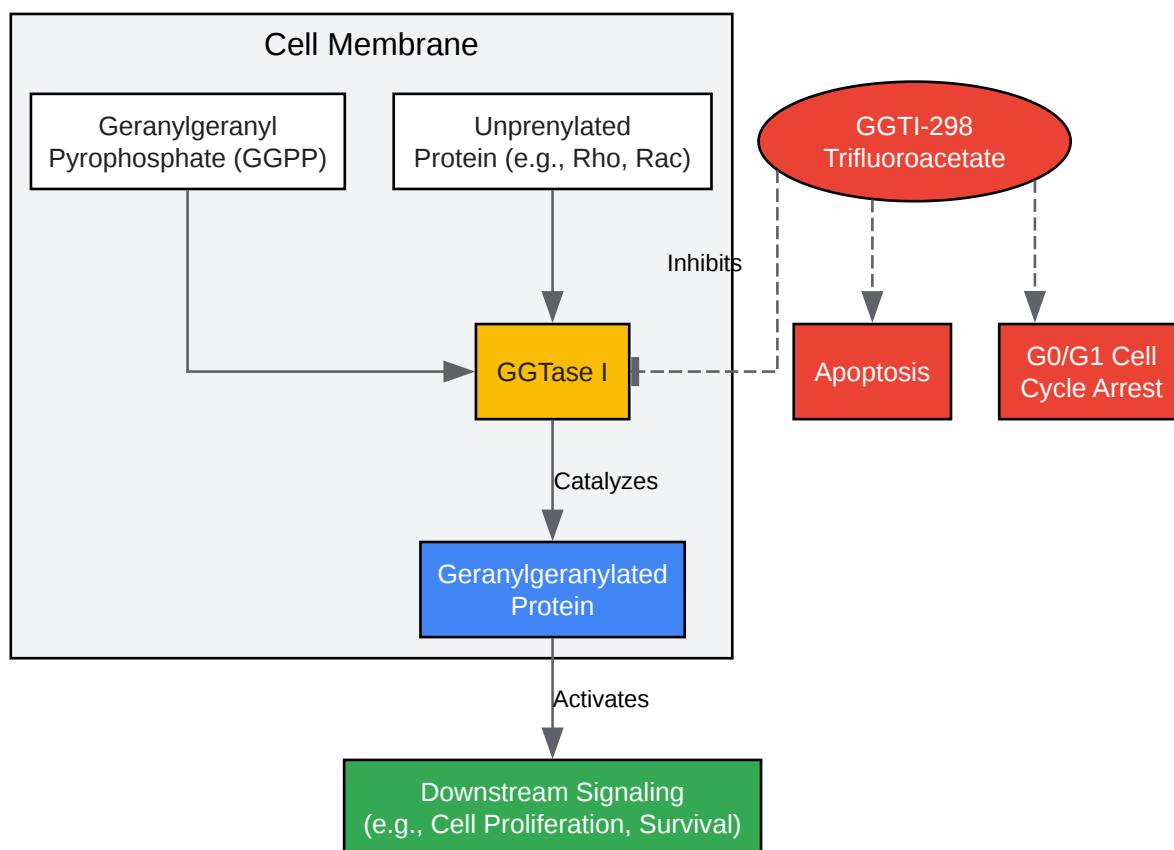 Cell Membrane
Geranylgeranyl
Pyrophosphate (GGPP)
Unprenylated
Protein (e.g., Rho, Rac)
GGTI-298
Trifluoroacetate
Inhibits
GGTase I
Apoptosis
G0/G1 Cell
Cycle Arrest
Catalyzes
Geranylgeranylated
Protein
Activates
Downstream Signaling
(e.g., Cell Proliferation, Survival)